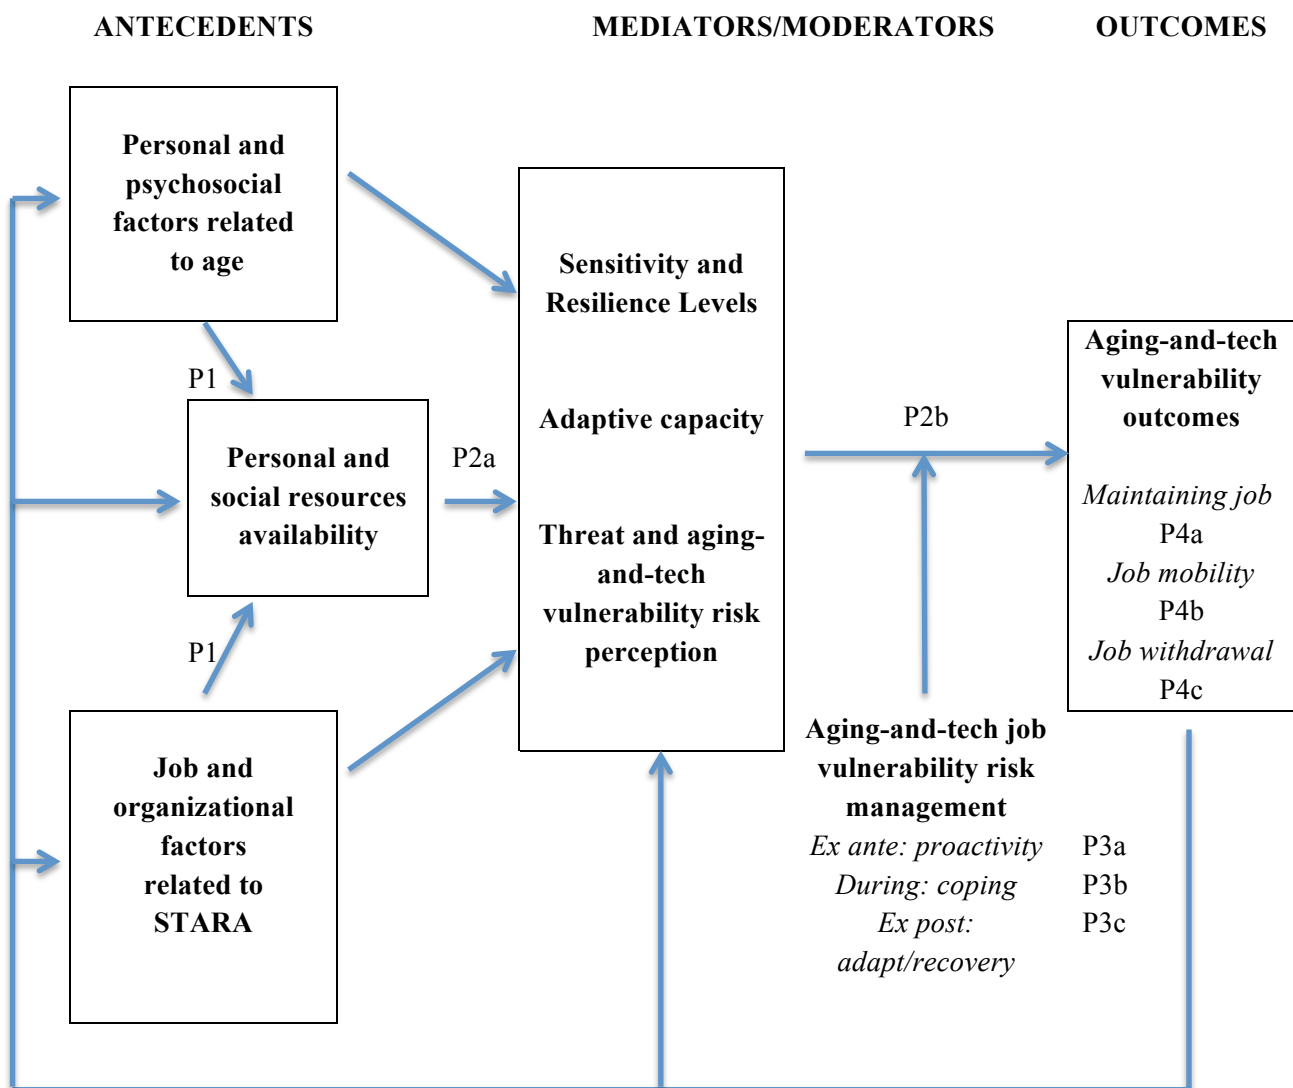 ANTECEDENTS
MEDIATORS/MODERATORS
OUTCOMES
Personal and
psychosocial
factors related
to age
P1
Personal and
social resources
availability
P2a
P1
Job and
organizational
factors
related to
STARA
Sensitivity and
Resilience Levels
Adaptive capacity
Threat and aging-
and-tech
vulnerability risk
perception
P2b
Aging-and-tech job
vulnerability risk
management
Ex ante: proactivity P3a
During: coping P3b
Ex post: P3c
adapt/recovery
Aging-and-tech
vulnerability
outcomes
Maintaining job
P4a
Job mobility
P4b
Job withdrawal
P4c